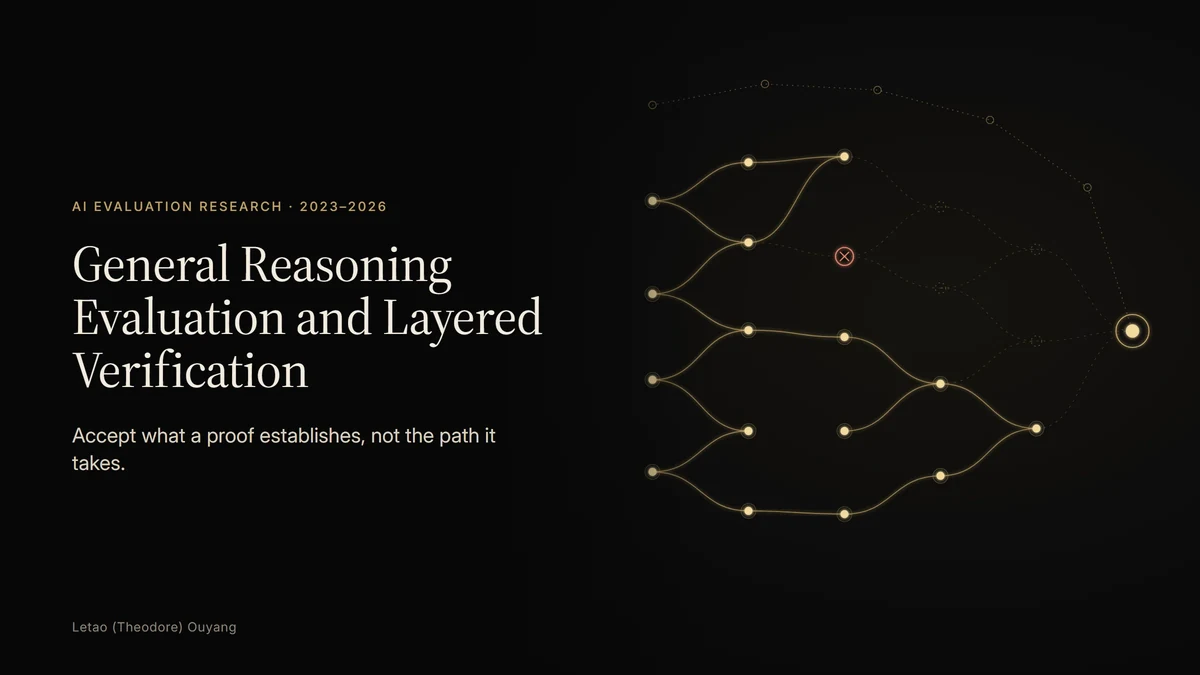 AI EVALUATION RESEARCH · 2023–2026
General Reasoning
Evaluation and Layered
Verification
Accept what a proof establishes, not the path it
takes.
Letao (Theodore) Ouyang